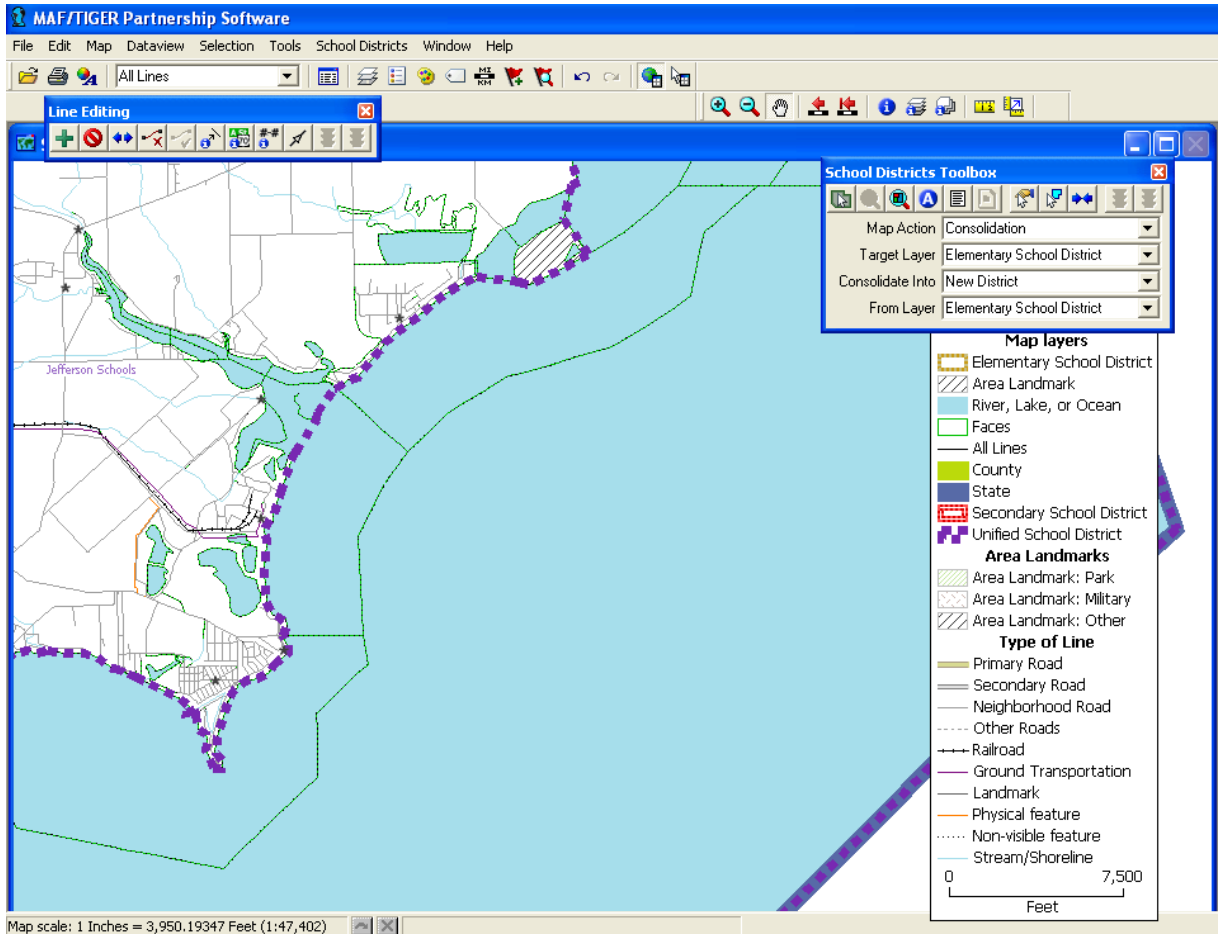 MAF/TIGER Partnership Software
File Edit Map Dataview Selection Tools School Districts Window Help
All Lines
MI
KM
Line Editing
School Districts Toolbox
Map Action Consolidation
Target Layer Elementary School District
Consolidate Into New District
From Layer Elementary School District
Jefferson Schools
Map layers
Elementary School District
Area Landmark
River, Lake, or Ocean
Faces
All Lines
County
State
Secondary School District
Unified School District
Area Landmarks
Area Landmark: Park
Area Landmark: Military
Area Landmark: Other
Type of Line
Primary Road
Secondary Road
Neighborhood Road
Other Roads
Railroad
Ground Transportation
Landmark
Physical feature
Non-visible feature
Stream/Shoreline
0 7,500
Feet
Map scale: 1 Inches = 3,950.19347 Feet (1:47,402)